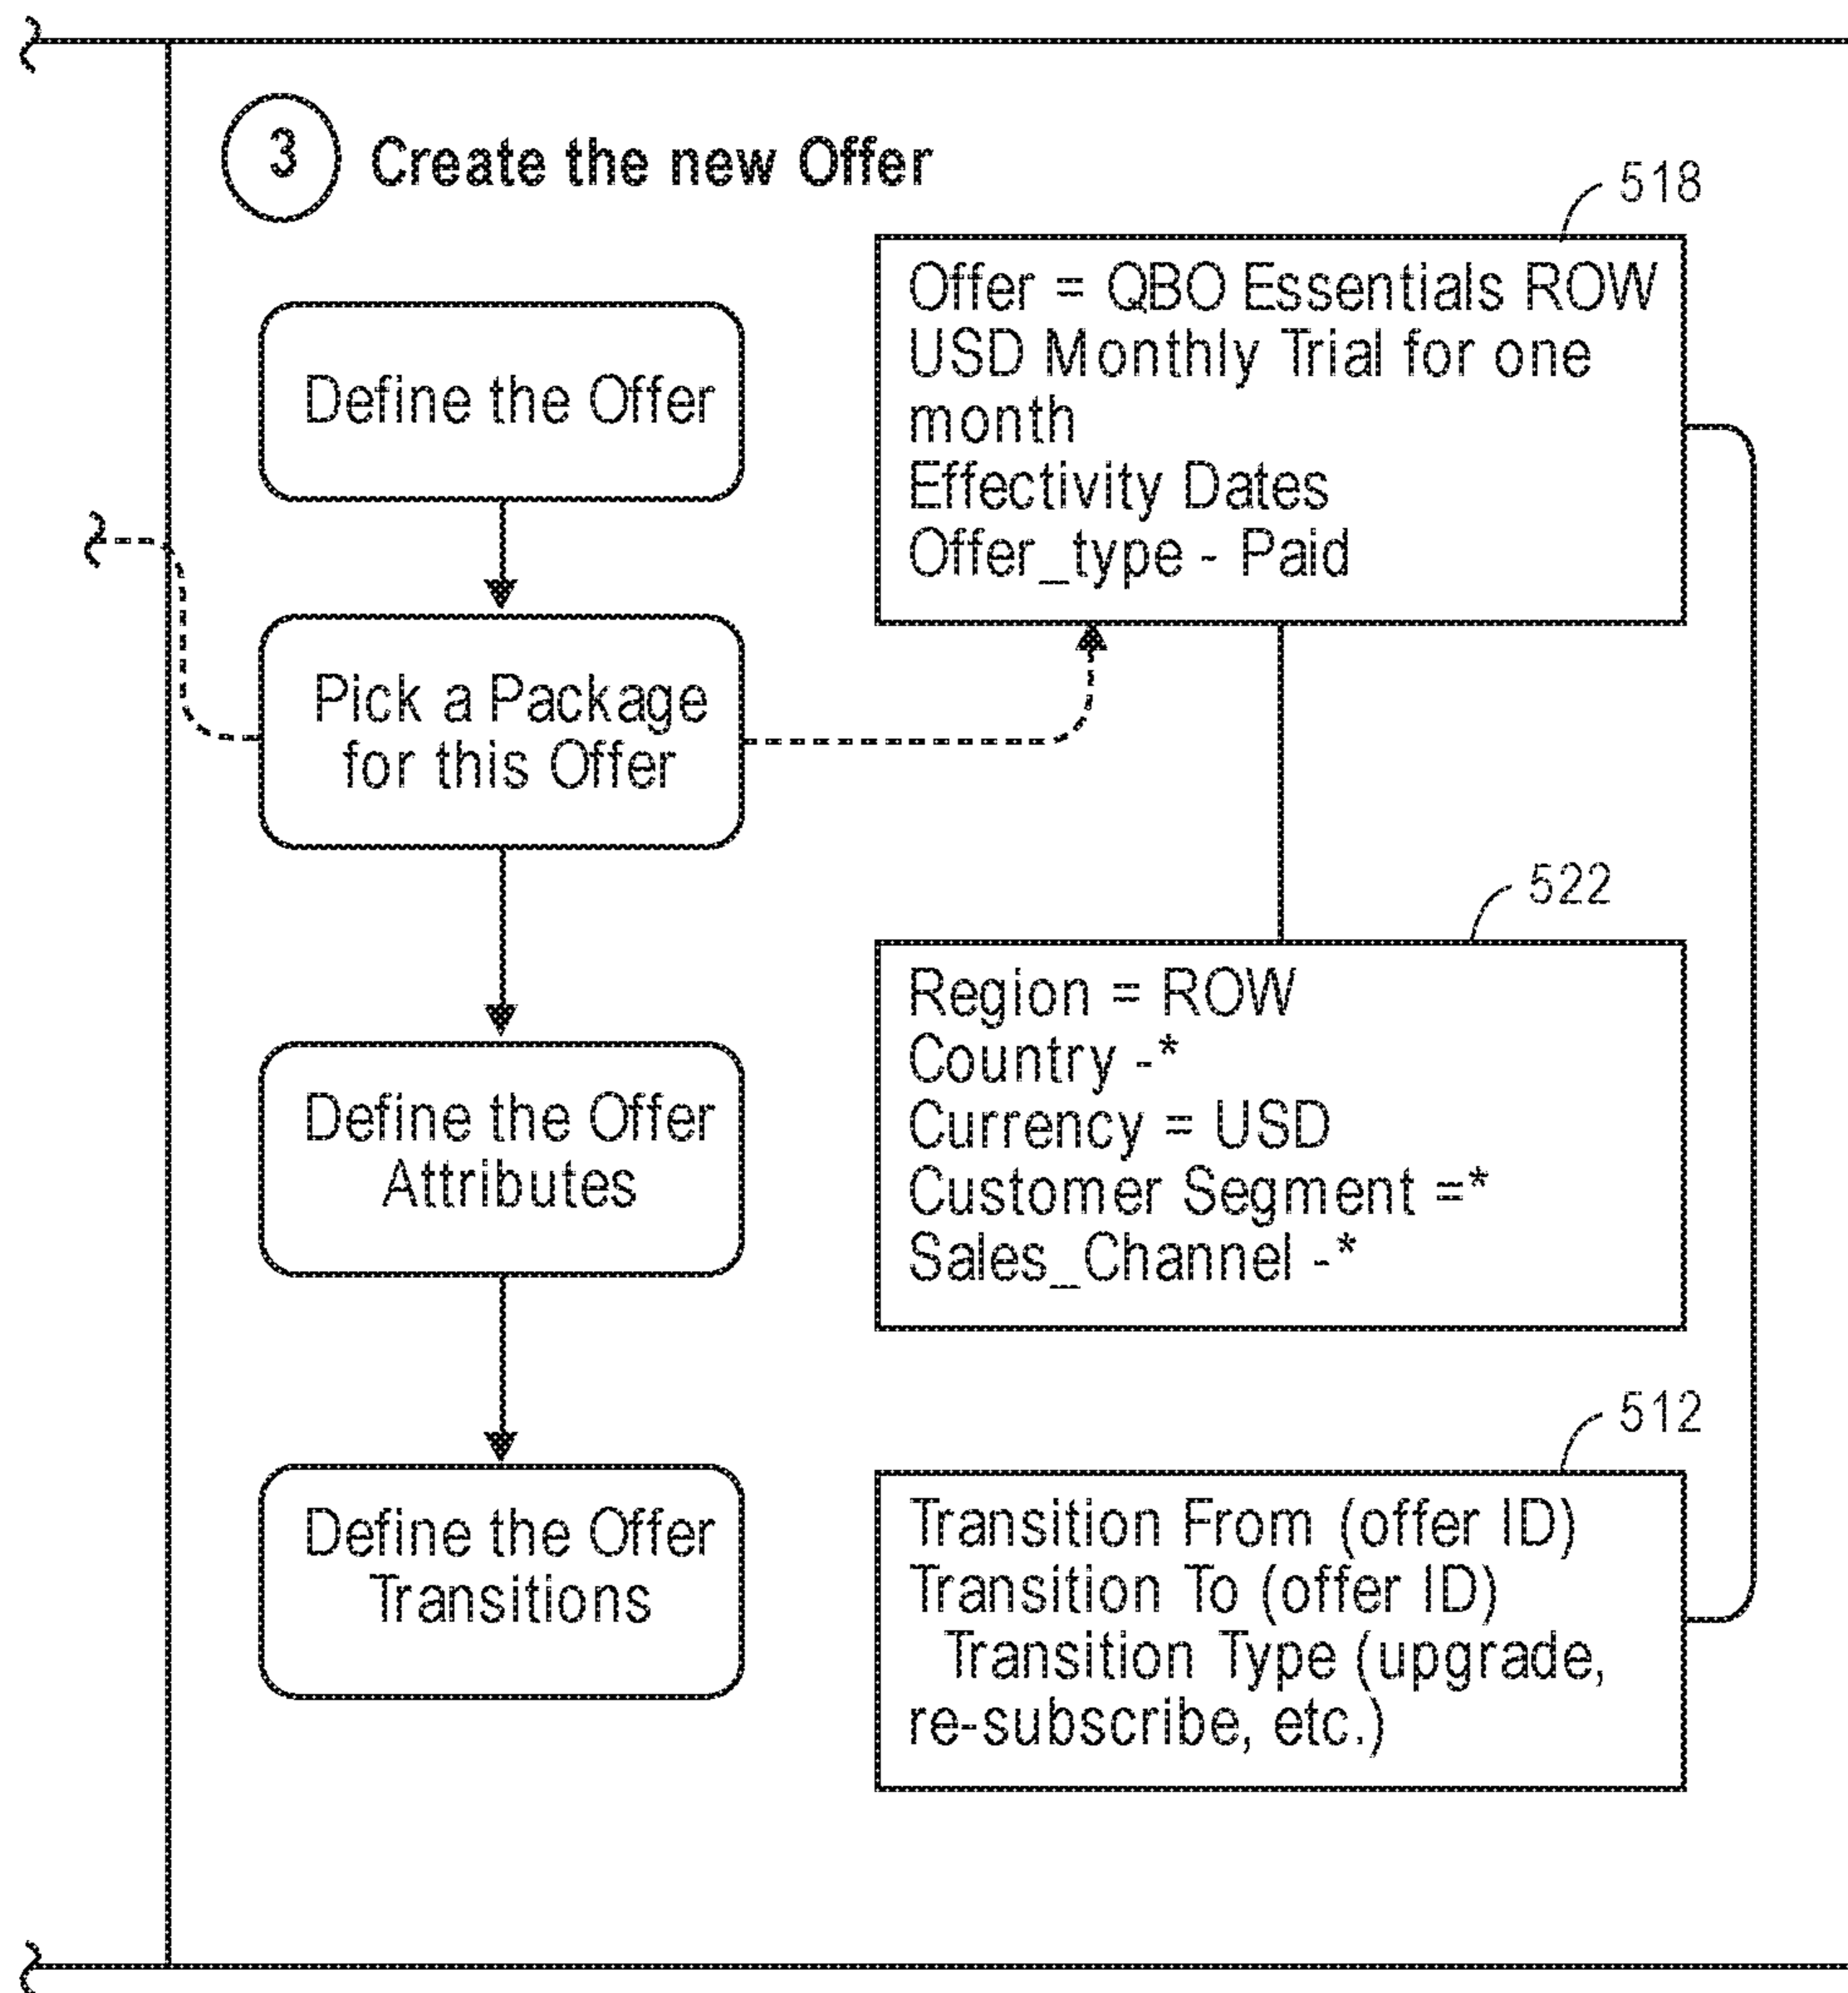 3 Create the new Offer
Define the Offer
Pick a Package
for this Offer
Define the Offer
Attributes
Define the Offer
Transitions
518
Offer = QBO Essentials ROW
USD Monthly Trial for one
month
Effectivity Dates
Offer_type - Paid
522
Region = ROW
Country -*
Currency = USD
Customer Segment =*
Sales_Channel -*
512
Transition From (offer ID)
Transition To (offer ID)
Transition Type (upgrade,
re-subscribe, etc.)